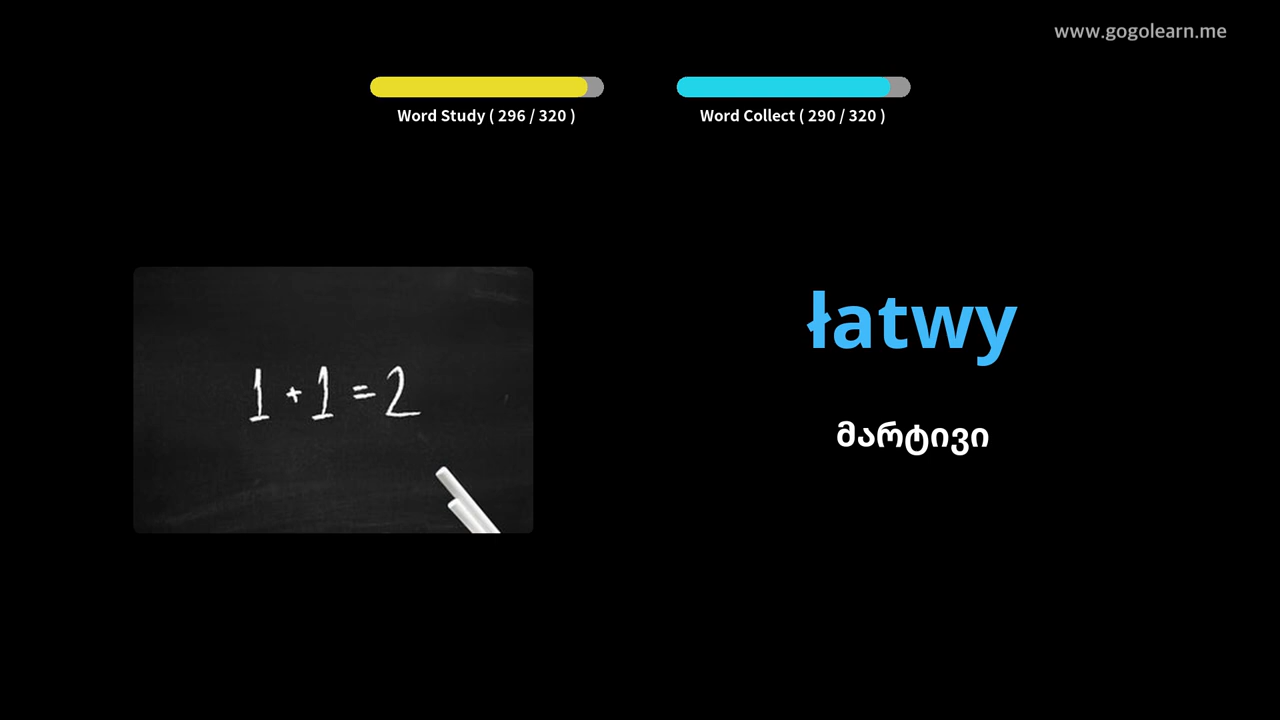 www.gogolearn.me
Word Study ( 296 / 320 )
Word Collect ( 290 / 320 )
1 + 1 = 2
łatwy
მარტივი